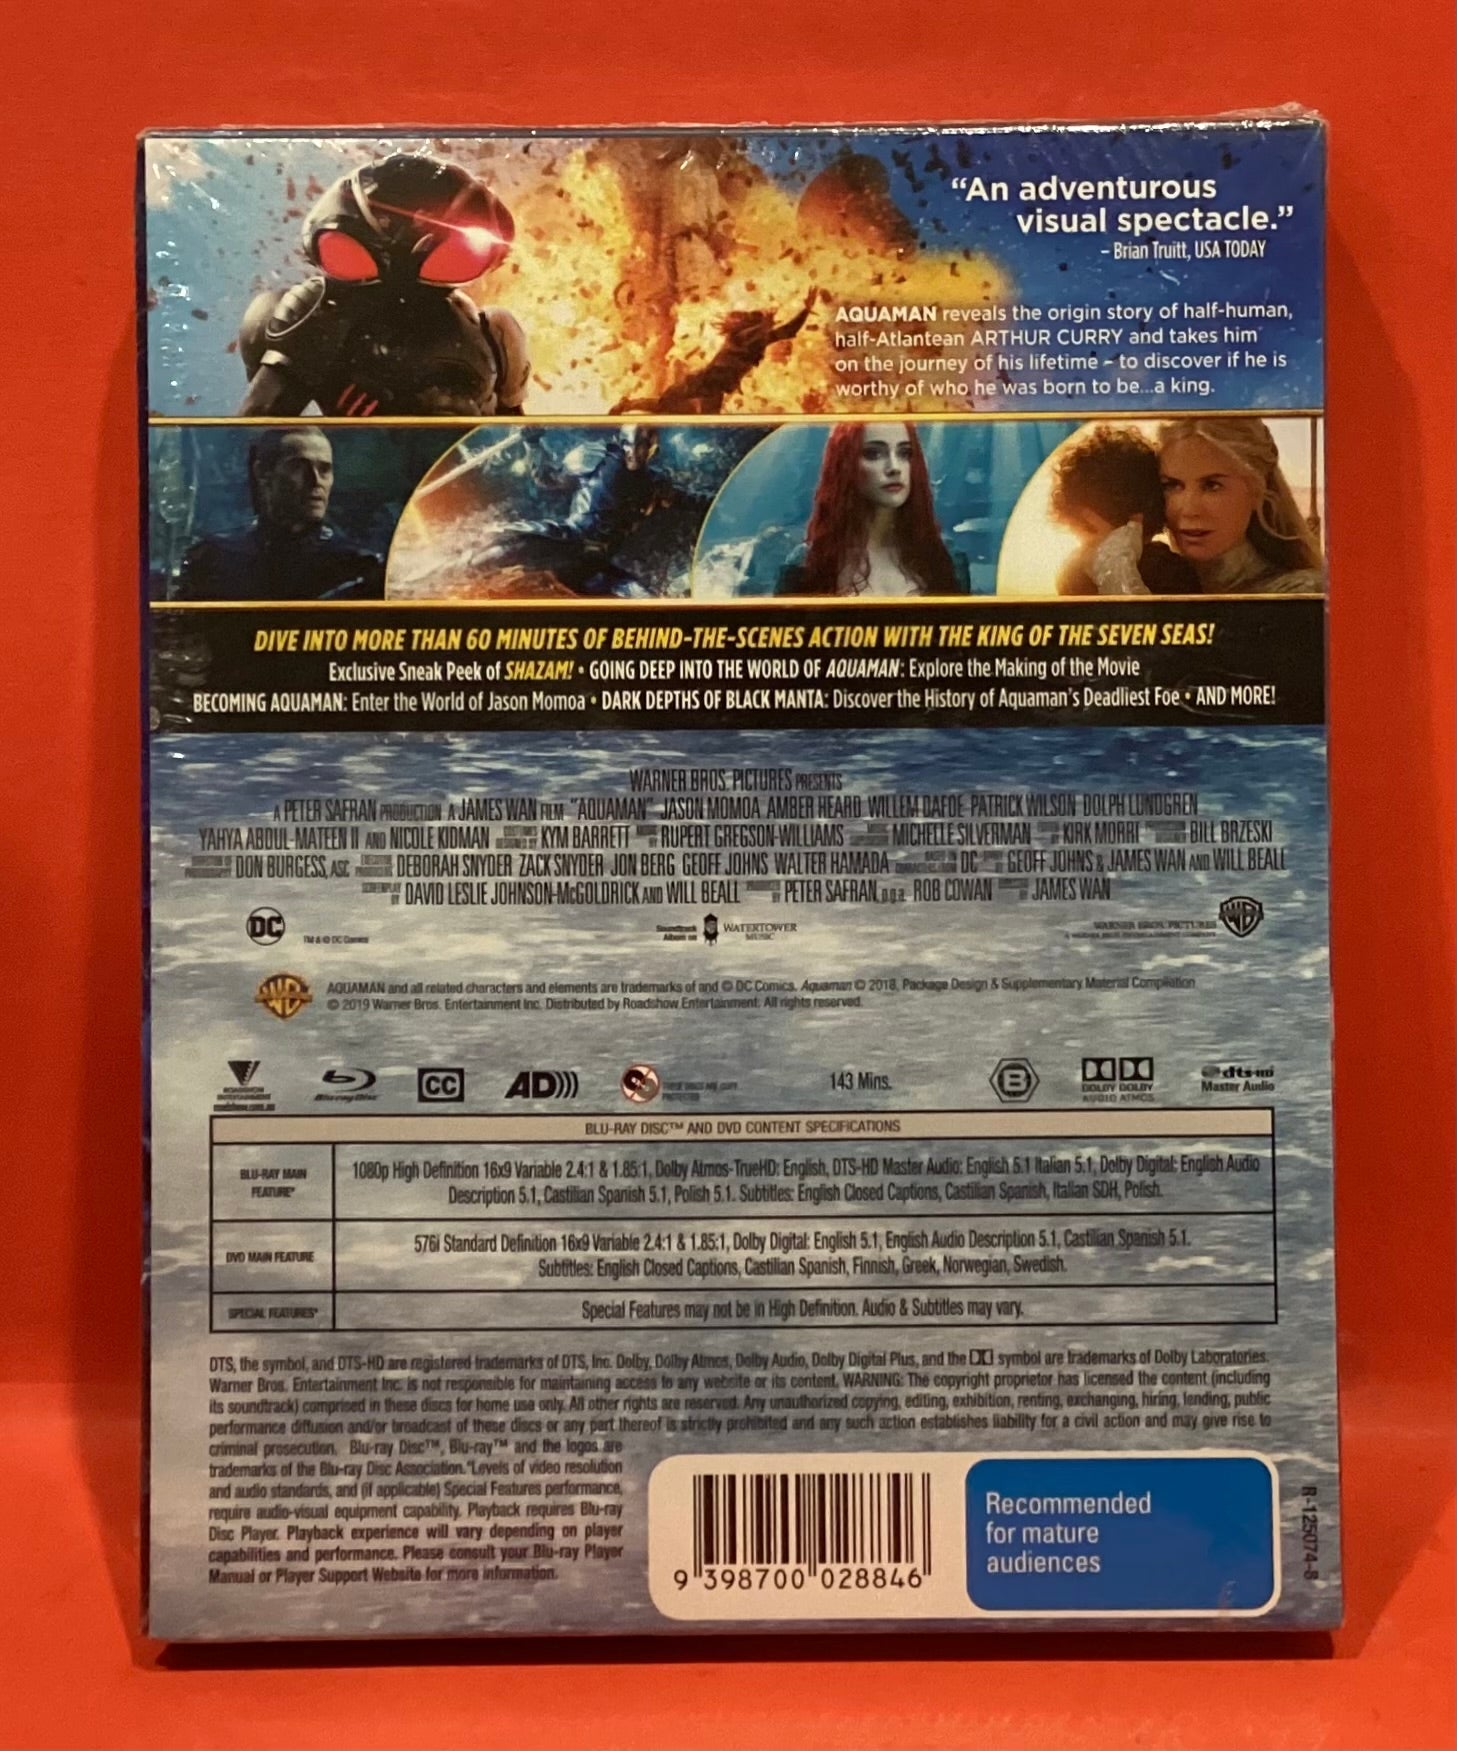 “An adventurous
visual spectacle.”
– Brian Truitt, USA TODAY
AQUAMAN reveals the origin story of half-human,
half-Atlantean ARTHUR CURRY and takes him
on the journey of his lifetime – to discover if he is
worthy of who he was born to be...a king.
DIVE INTO MORE THAN 60 MINUTES OF BEHIND-THE-SCENES ACTION WITH THE KING OF THE SEVEN SEAS!
Exclusive Sneak Peek of SHAZAM! • GOING DEEP INTO THE WORLD OF AQUAMAN: Explore the Making of the Movie
BECOMING AQUAMAN: Enter the World of Jason Momoa • DARK DEPTHS OF BLACK MANTA: Discover the History of Aquaman's Deadliest Foe • AND MORE!
WARNER BROS. PICTURES PRESENTS
A PETER SAFRAN PRODUCTION A JAMES WAN FILM "AQUAMAN" JASON MOMOA AMBER HEARD WILLEM DAFOE PATRICK WILSON DOLPH LUNDGREN
YAHYA ABDUL-MATEEN II AND NICOLE KIDMAN KYM BARRETT RUPERT GREGSON-WILLIAMS MICHELLE SILVERMAN KIRK MORRI BILL BRZESKI
DON BURGESS, ASC DEBORAH SNYDER ZACK SNYDER JON BERG GEOFF JOHNS WALTER HAMADA DC GEOFF JOHNS & JAMES WAN AND WILL BEALL
DAVID LESLIE JOHNSON-McGOLDRICK AND WILL BEALL PETER SAFRAN, p.g.a. ROB COWAN JAMES WAN
DC
TM & © DC Comics
Soundtrack
Album on
WATERTOWER
MUSIC
WARNER BROS. PICTURES
WB
WB
AQUAMAN and all related characters and elements are trademarks of and © DC Comics. Aquaman © 2018, Package Design & Supplementary Material Compilation
© 2019 Warner Bros. Entertainment Inc. Distributed by Roadshow Entertainment. All rights reserved.
ROADSHOW
ENTERTAINMENT
roadshow.com.au
Blu-ray Disc
CC
AD)))
143 Mins.
B
DOLBY DOLBY
AUDIO ATMOS
dts-HD
Master Audio
BLU-RAY DISC™ AND DVD CONTENT SPECIFICATIONS
BLU-RAY MAIN
FEATURE*
1080p High Definition 16x9 Variable 2.4:1 & 1.85:1, Dolby Atmos-TrueHD: English, DTS-HD Master Audio: English 5.1 Italian 5.1, Dolby Digital: English Audio
Description 5.1, Castilian Spanish 5.1, Polish 5.1. Subtitles: English Closed Captions, Castilian Spanish, Italian SDH, Polish.
DVD MAIN FEATURE
576i Standard Definition 16x9 Variable 2.4:1 & 1.85:1, Dolby Digital: English 5.1, English Audio Description 5.1, Castilian Spanish 5.1.
Subtitles: English Closed Captions, Castilian Spanish, Finnish, Greek, Norwegian, Swedish.
SPECIAL FEATURES*
Special Features may not be in High Definition. Audio & Subtitles may vary.
DTS, the symbol, and DTS-HD are registered trademarks of DTS, Inc. Dolby, Dolby Atmos, Dolby Audio, Dolby Digital Plus, and the symbol are trademarks of Dolby Laboratories.
Warner Bros. Entertainment Inc. is not responsible for maintaining access to any website or its content. WARNING: The copyright proprietor has licensed the content (including
its soundtrack) comprised in these discs for home use only. All other rights are reserved. Any unauthorized copying, editing, exhibition, renting, exchanging, hiring, lending, public
performance diffusion and/or broadcast of these discs or any part thereof is strictly prohibited and any such action establishes liability for a civil action and may give rise to
criminal prosecution. Blu-ray Disc™, Blu-ray™ and the logos are
trademarks of the Blu-ray Disc Association. *Levels of video resolution
and audio standards, and (if applicable) Special Features performance,
require audio-visual equipment capability. Playback requires Blu-ray
Disc Player. Playback experience will vary depending on player
capabilities and performance. Please consult your Blu-ray Player
Manual or Player Support Website for more information.
9 398700 028846
Recommended
for mature
audiences
R-125074-8